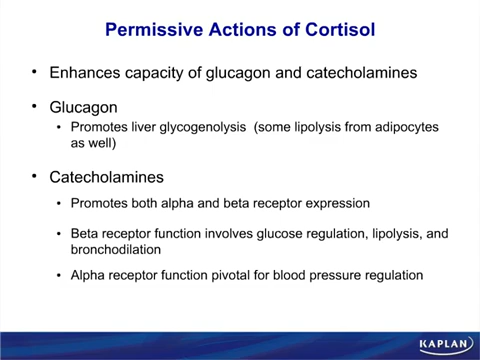 Permissive Actions of Cortisol
• Enhances capacity of glucagon and catecholamines
• Glucagon
• Promotes liver glycogenolysis (some lipolysis from adipocytes
as well)
• Catecholamines
• Promotes both alpha and beta receptor expression
• Beta receptor function involves glucose regulation, lipolysis, and
bronchodilation
• Alpha receptor function pivotal for blood pressure regulation
KAPLAN